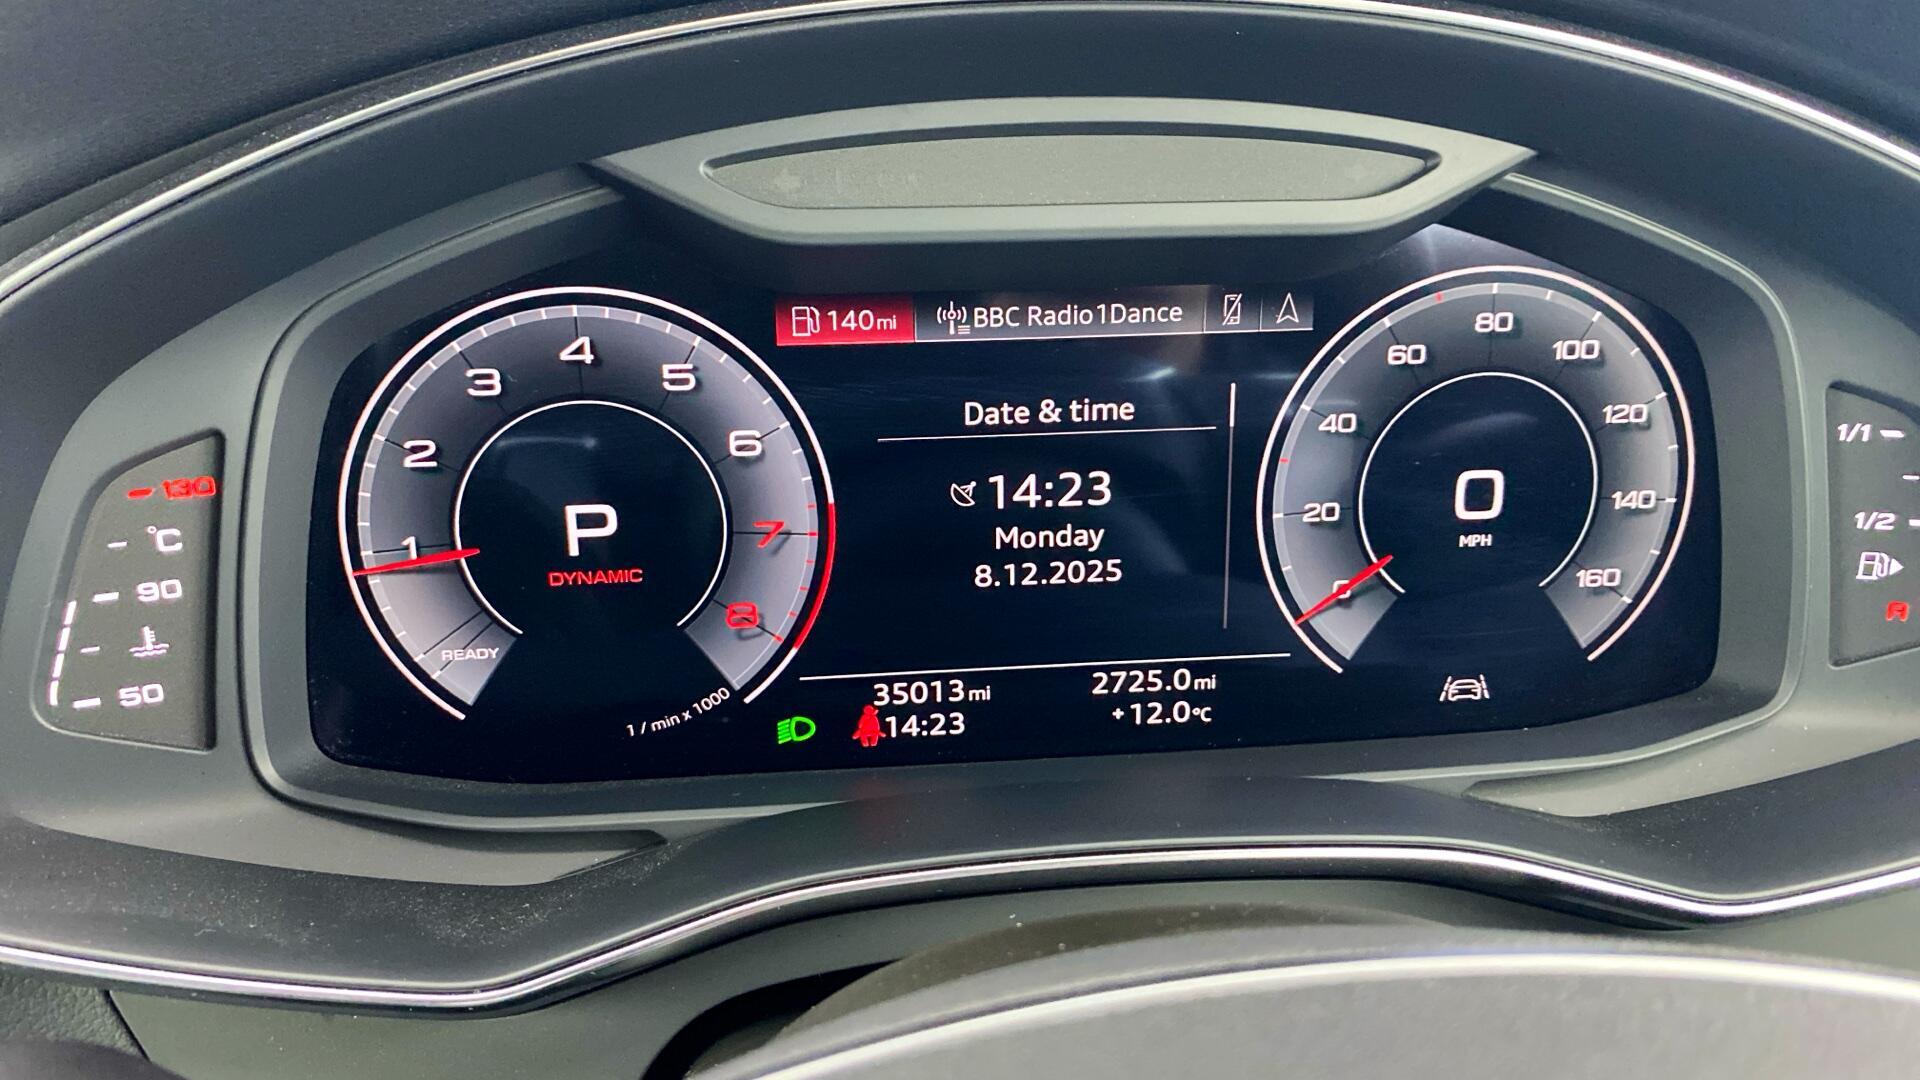 140mi BBC Radio1Dance
Date & time
14:23
Monday
8.12.2025
35013mi 2725.0mi
14:23 +12.0°C
1
2
3
4
5
6
7
8
P
DYNAMIC
READY
1 / min x 1000
0
20
40
60
80
100
120
140
160
0
MPH
130
°C
90
50
1/1
1/2